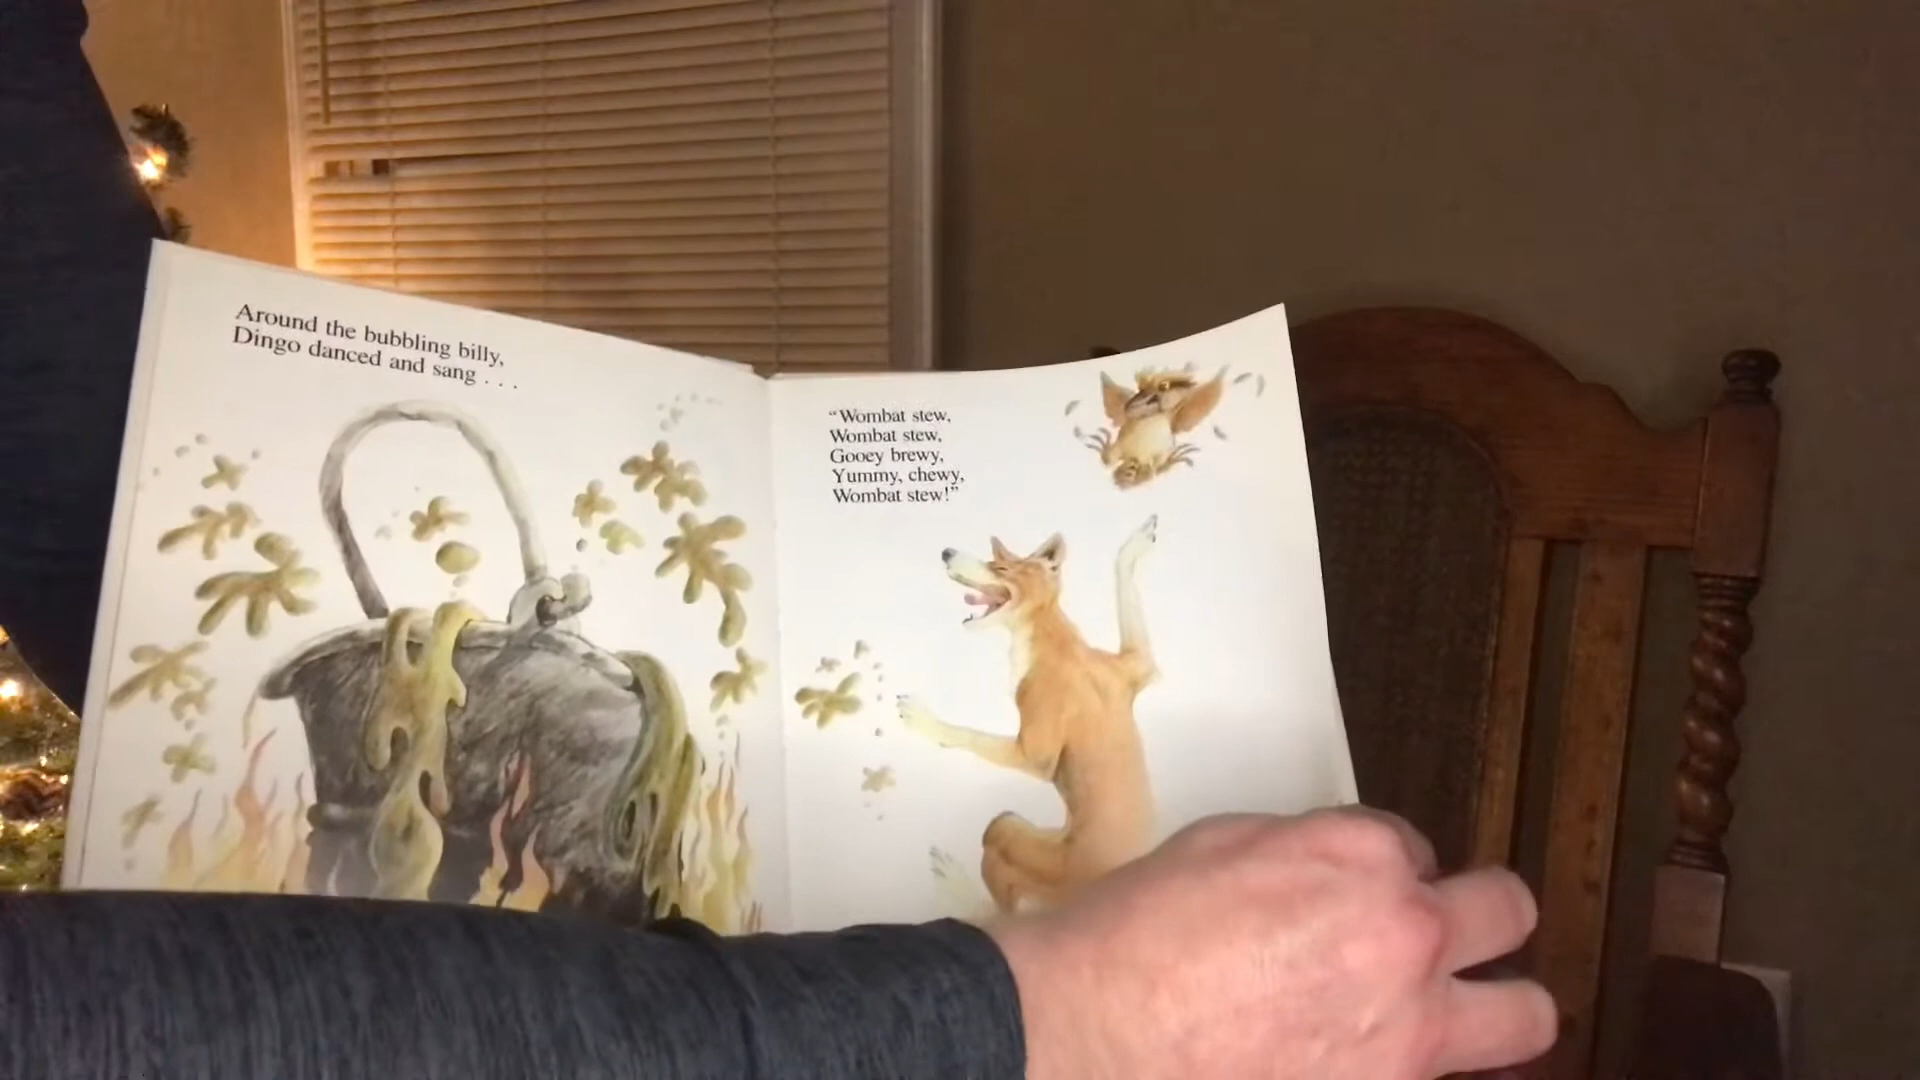 Around the bubbling billy,
Dingo danced and sang . . .
“Wombat stew,
Wombat stew,
Gooey brewy,
Yummy, chewy,
Wombat stew!”